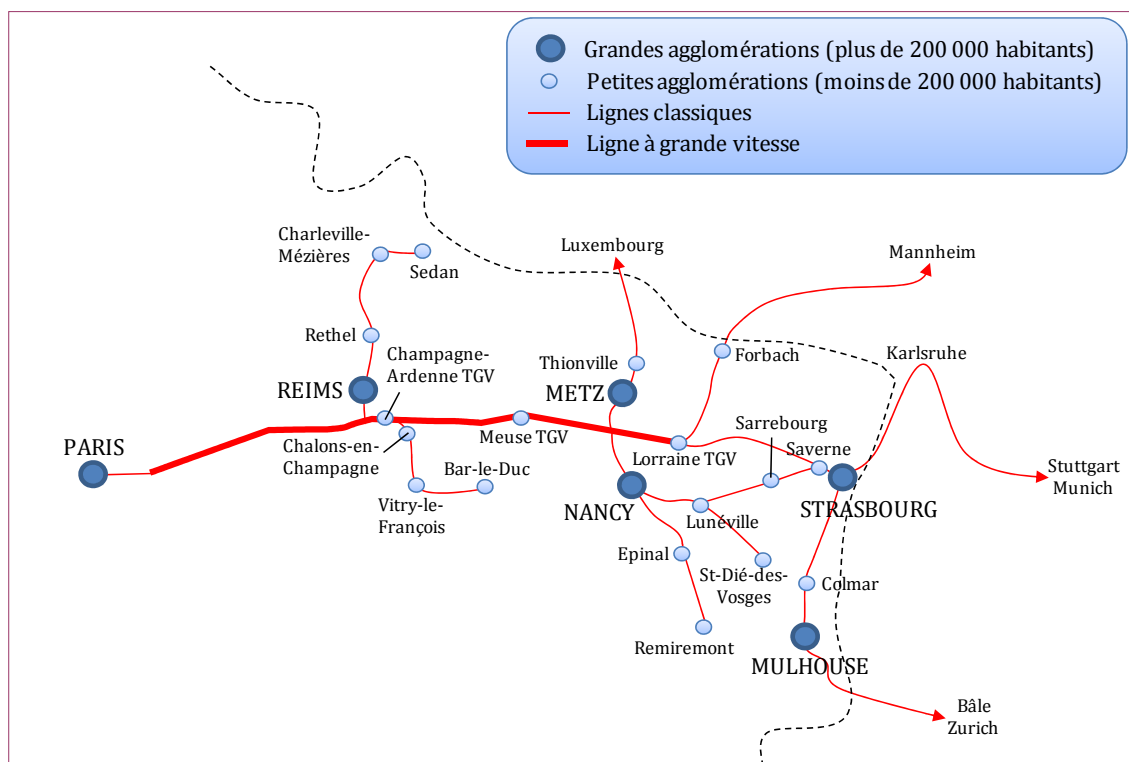 Grandes agglomérations (plus de 200 000 habitants)
Petites agglomérations (moins de 200 000 habitants)
Lignes classiques
Ligne à grande vitesse
Charleville-
Mézières
Sedan
Luxembourg
Mannheim
Rethel
Champagne-
Ardenne TGV
Thionville
Forbach
Karlsruhe
REIMS
METZ
PARIS
Chalons-en-
Champagne
Meuse TGV
Lorraine TGV
Sarrebourg
Saverne
Stuttgart
Munich
Bar-le-Duc
Vitry-le-
François
NANCY
Lunéville
STRASBOURG
Epinal
St-Dié-des-
Vosges
Colmar
Remiremont
MULHOUSE
Bâle
Zurich